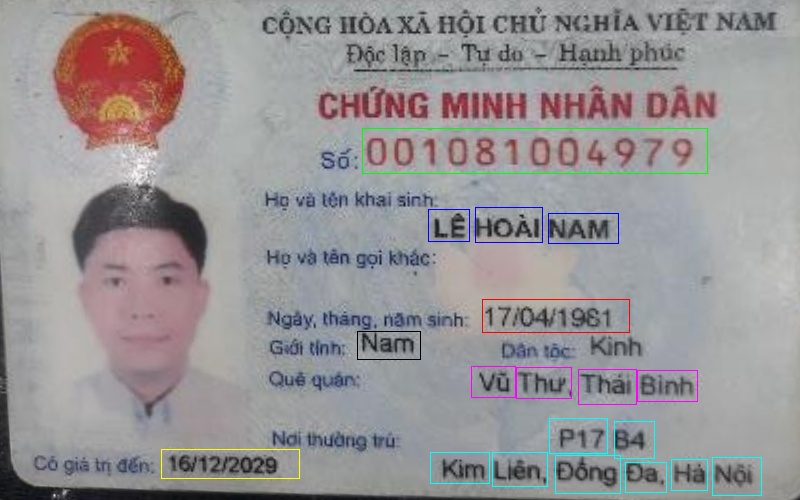 CỘNG HÒA XÃ HỘI CHỦ NGHĨA VIỆT NAM
Độc lập - Tự do - Hạnh phúc
CHỨNG MINH NHÂN DÂN
Số: 001081004979
Họ và tên khai sinh:
LÊ HOÀI NAM
Họ và tên gọi khác:
Ngày, tháng, năm sinh: 17/04/1981
Giới tính: Nam Dân tộc: Kinh
Quê quán: Vũ Thư, Thái Bình
Nơi thường trú: P17 B4
Kim Liên, Đống Đa, Hà Nội
Có giá trị đến: 16/12/2029